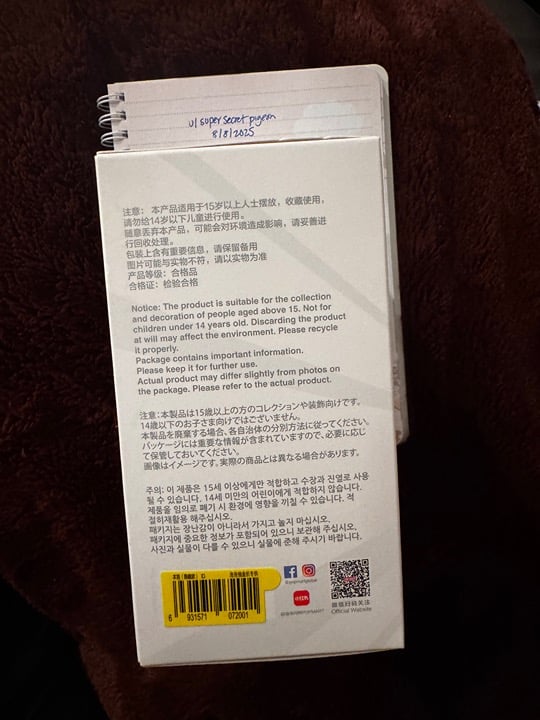 u/super secret pigeon
8/8/2025
注意: 本产品适用于15岁以上人士摆放，收藏使用，
请勿给14岁以下儿童进行使用。
随意丢弃本产品，可能会对环境造成影响，请妥善进
行回收处理。
包装上含有重要信息，请保留备用
图片可能与实物不符，请以实物为准
产品等级：合格品
合格证：检验合格
Notice: The product is suitable for the collection
and decoration of people aged above 15. Not for
children under 14 years old. Discarding the product
at will may affect the environment. Please recycle
it properly.
Package contains important information.
Please keep it for further use.
Actual product may differ slightly from photos on
the package. Please refer to the actual product.
注意：本製品は15歳以上の方のコレクションや装飾向けです。
14歳以下のお子さま向けではございません。
本製品を廃棄する場合、各自治体の分別方法に従ってください。
パッケージには重要な情報が含まれていますので、必要に応じ
て保管しておいてください。
画像はイメージです。実際の商品とは異なる場合があります。
주의: 이 제품은 15세 이상에게만 적합하고 수장과 진열로 사용
될 수 있습니다. 14세 미만의 어린이에게 적합하지 않습니다.
제품을 임의로 폐기 시 환경에 영향을 끼칠 수 있습니다. 적
절히재활용 해주십시오.
패키지는 장난감이 아니라서 가지고 놀지 마십시오.
패키지에 중요한 정보가 포함되어 있으니 보관해 주십시오.
사진과 실물이 다를 수 있으니 실물에 준해 주시기 바랍니다.
6 931571 072001
Official Website